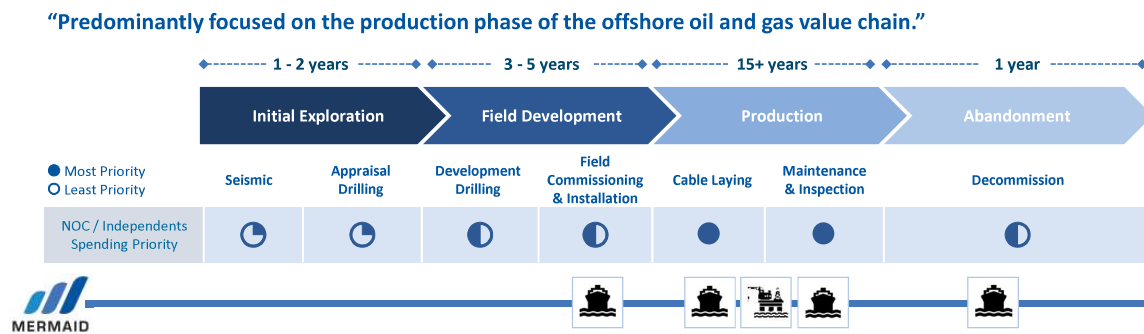 “Predominantly focused on the production phase of the offshore oil and gas value chain.”
1 - 2 years
3 - 5 years
15+ years
1 year
Initial Exploration
Field Development
Production
Abandonment
Most Priority
Least Priority
Seismic
Appraisal
Drilling
Development
Drilling
Field
Commissioning
& Installation
Cable Laying
Maintenance
& Inspection
Decommission
NOC / Independents
Spending Priority
MERMAID